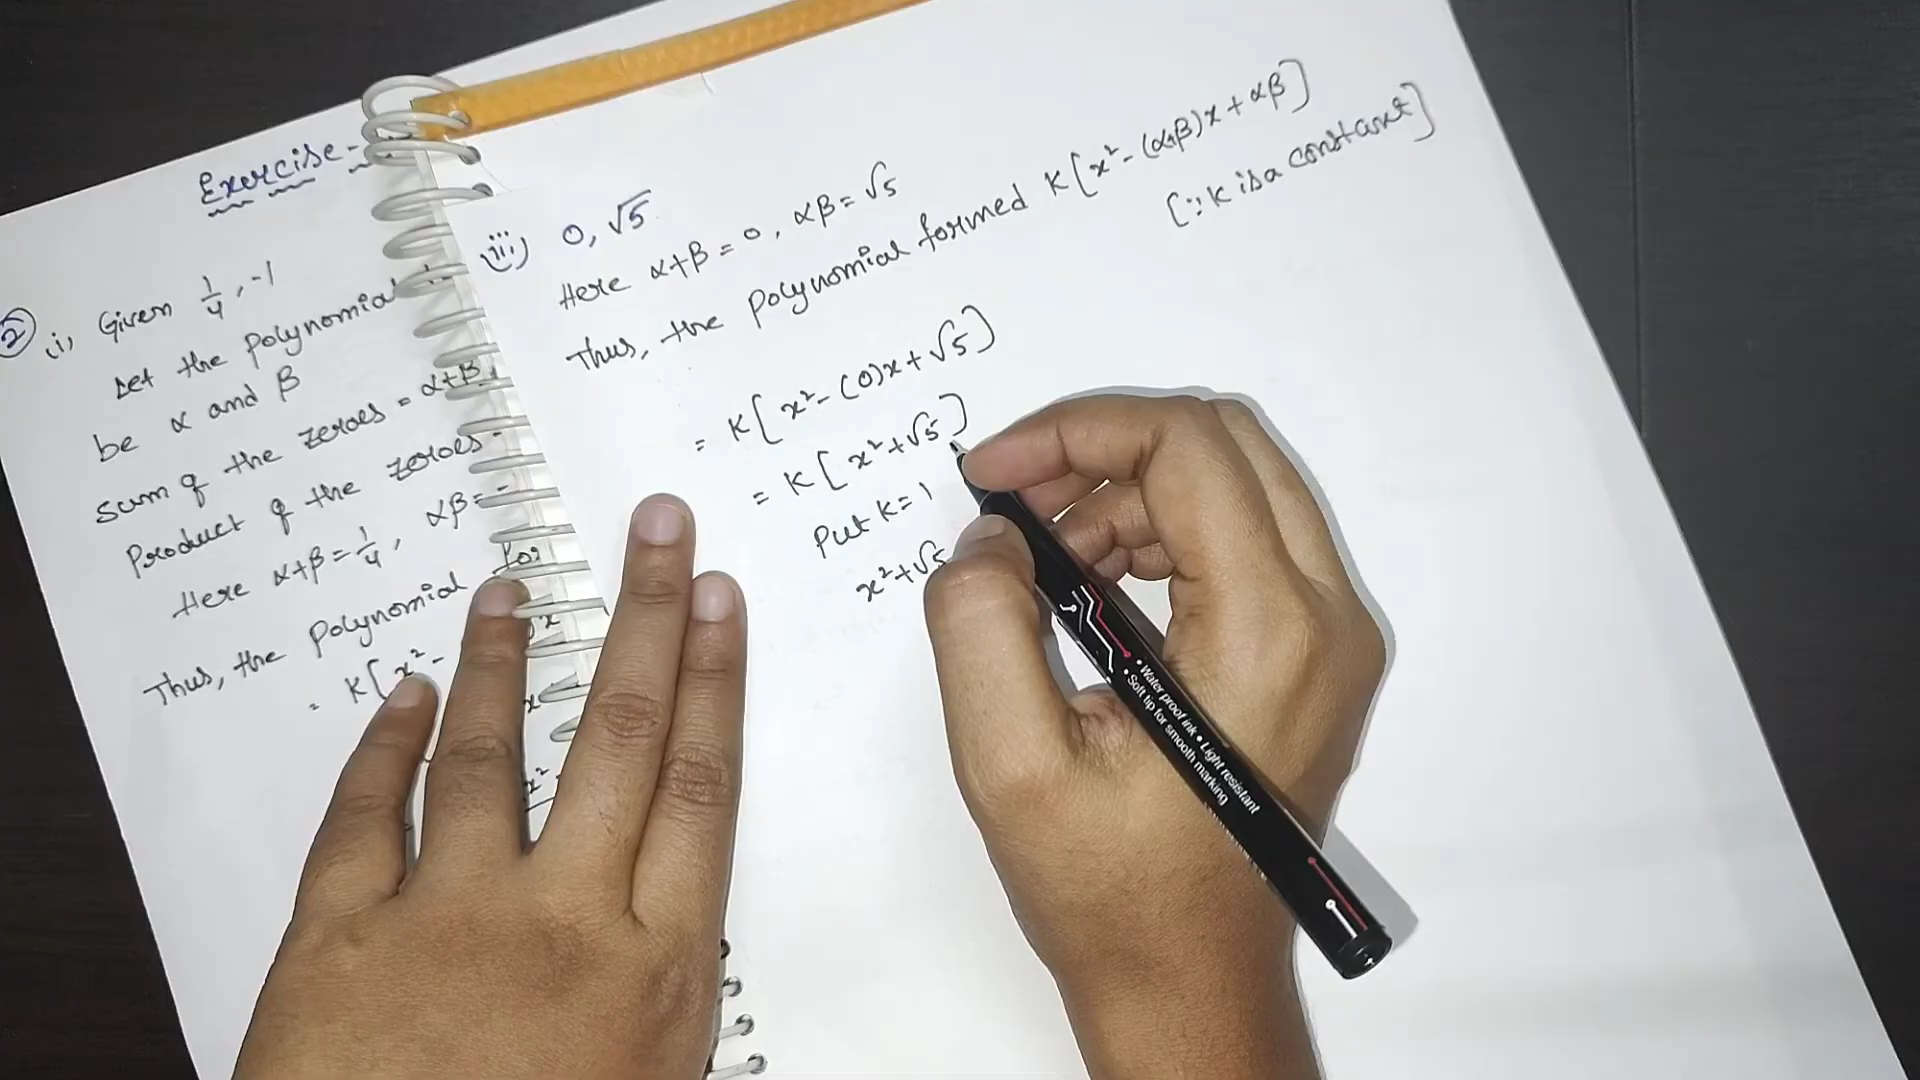 Exercise -
2 i, Given 1/4, -1
Let the polynomial
be α and β
sum of the zeroes = α+β
Product of the zeroes =
Here α+β = 1/4, αβ = -
Thus, the polynomial for
= K[x² -
iii) 0, √5
Here α+β = 0, αβ = √5
Thus, the polynomial formed K[x² - (α+β)x + αβ]
[∵ K is a constant]
= K[x² - (0)x + √5]
= K[x² + √5]
Put K = 1
x² + √5
• Water proof ink • Light resistant
• Soft tip for smooth marking